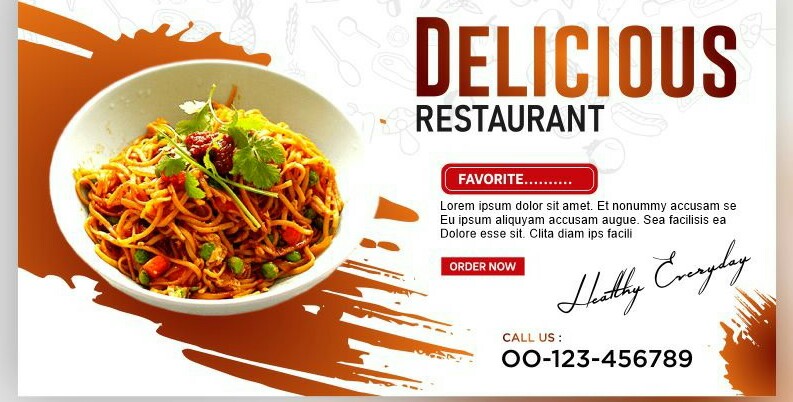 DELICIOUS
RESTAURANT
FAVORITE..........
Lorem ipsum dolor sit amet. Et nonummy accusam se
Eu ipsum aliquyam accusam augue. Sea facilisis ea
Dolore esse sit. Clita diam ips facili
ORDER NOW
Healthy Everyday
CALL US :
OO-123-456789